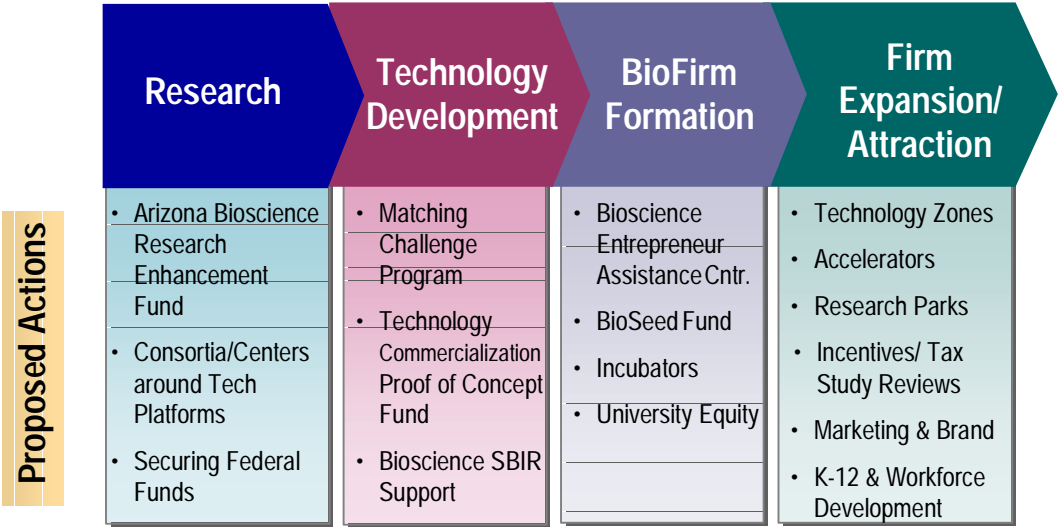 Research
Technology
Development
BioFirm
Formation
Firm
Expansion/
Attraction
Proposed Actions
• Arizona Bioscience
Research
Enhancement
Fund
• Consortia/Centers
around Tech
Platforms
• Securing Federal
Funds
• Matching
Challenge
Program
• Technology
Commercialization
Proof of Concept
Fund
• Bioscience SBIR
Support
• Bioscience
Entrepreneur
Assistance Cntr.
• BioSeed Fund
• Incubators
• University Equity
• Technology Zones
• Accelerators
• Research Parks
• Incentives/ Tax
Study Reviews
• Marketing & Brand
• K-12 & Workforce
Development